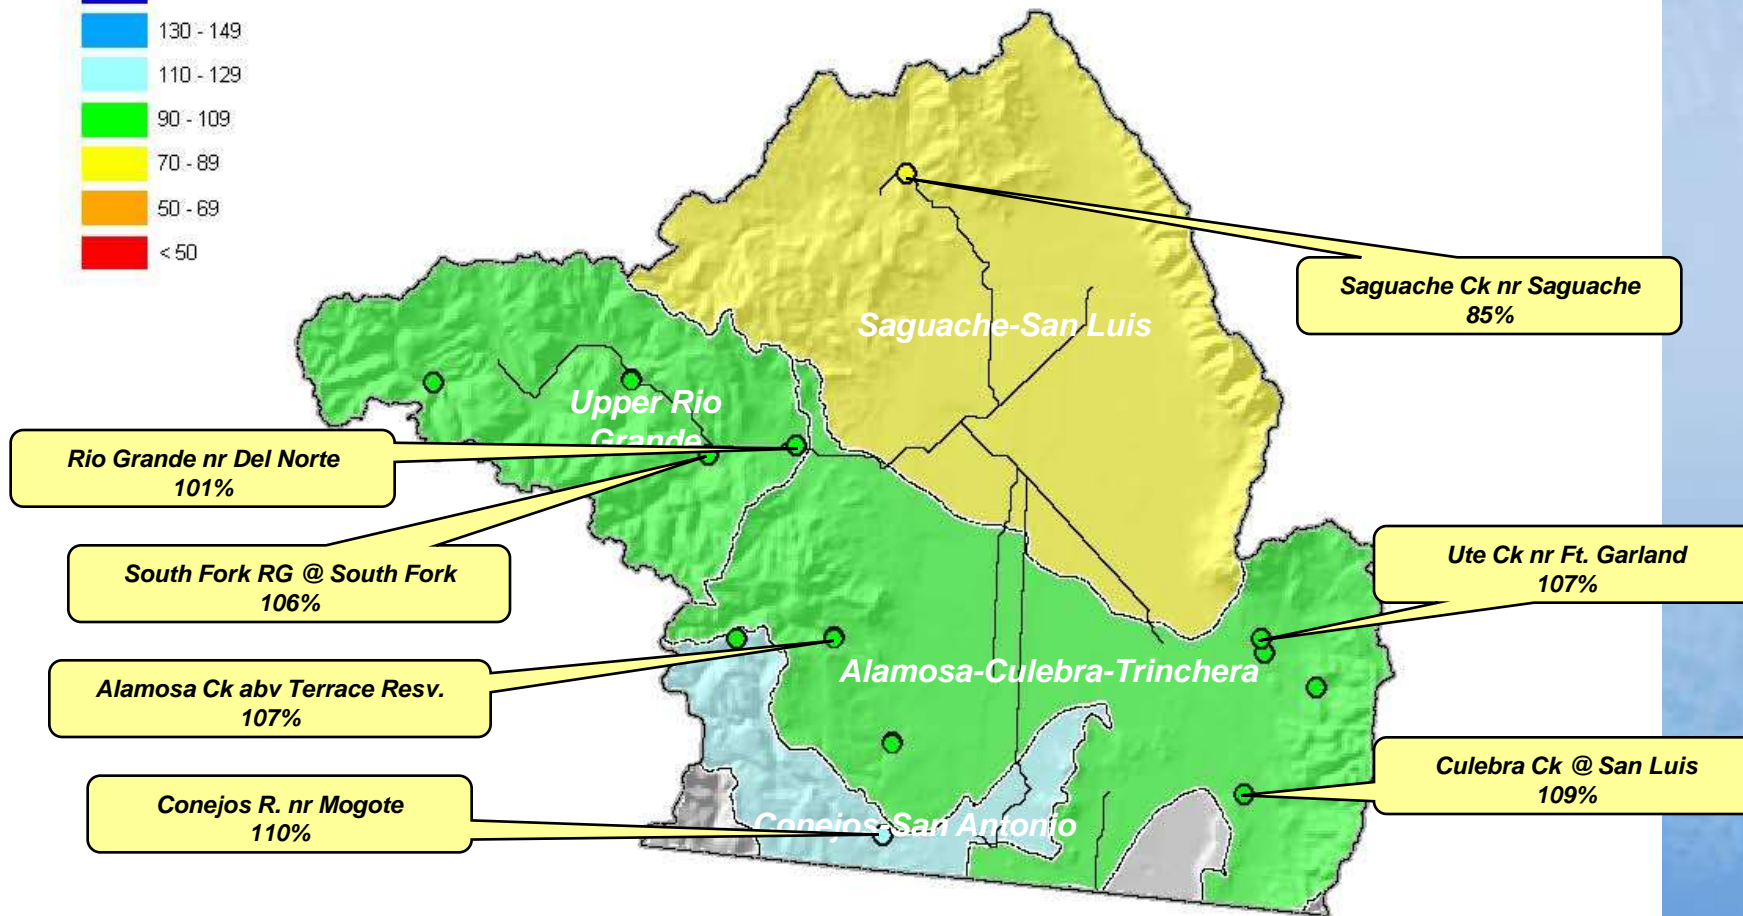 130 - 149
110 - 129
90 - 109
70 - 89
50 - 69
< 50
Saguache Ck nr Saguache
85%
Saguache-San Luis
Upper Rio
Grande
Rio Grande nr Del Norte
101%
South Fork RG @ South Fork
106%
Ute Ck nr Ft. Garland
107%
Alamosa Ck abv Terrace Resv.
107%
Alamosa-Culebra-Trinchera
Culebra Ck @ San Luis
109%
Conejos R. nr Mogote
110%
Conejos-San Antonio